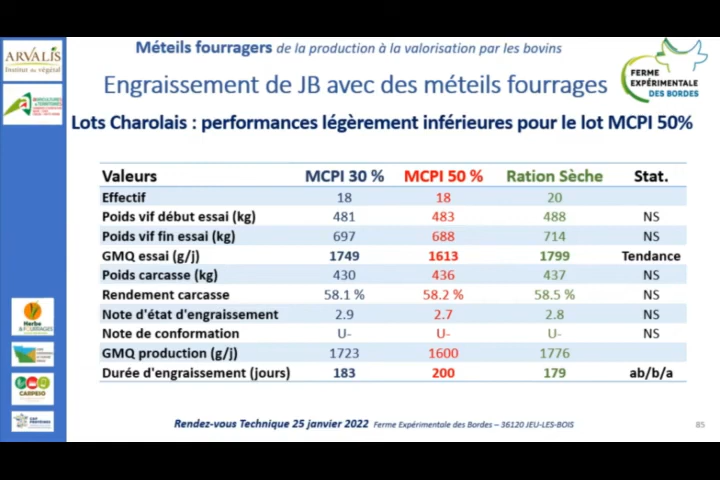 Méteils fourragers de la production à la valorisation par les bovins
ARVALIS
Institut du végétal
FERME
EXPÉRIMENTALE
DES BORDES
Engraissement de JB avec des méteils fourrages
Lots Charolais : performances légèrement inférieures pour le lot MCPI 50%
Valeurs MCPI 30 % MCPI 50 % Ration Sèche Stat.
Effectif 18 18 20
Poids vif début essai (kg) 481 483 488 NS
Poids vif fin essai (kg) 697 688 714 NS
GMQ essai (g/j) 1749 1613 1799 Tendance
Poids carcasse (kg) 430 436 437 NS
Rendement carcasse 58.1 % 58.2 % 58.5 % NS
Note d'état d'engraissement 2.9 2.7 2.8 NS
Note de conformation U- U- U- NS
GMQ production (g/j) 1723 1600 1776
Durée d'engraissement (jours) 183 200 179 ab/b/a
Herbe
& FOURRAGES
CARPESO
Rendez-vous Technique 25 janvier 2022 Ferme Expérimentale des Bordes – 36120 JEU-LES-BOIS
85